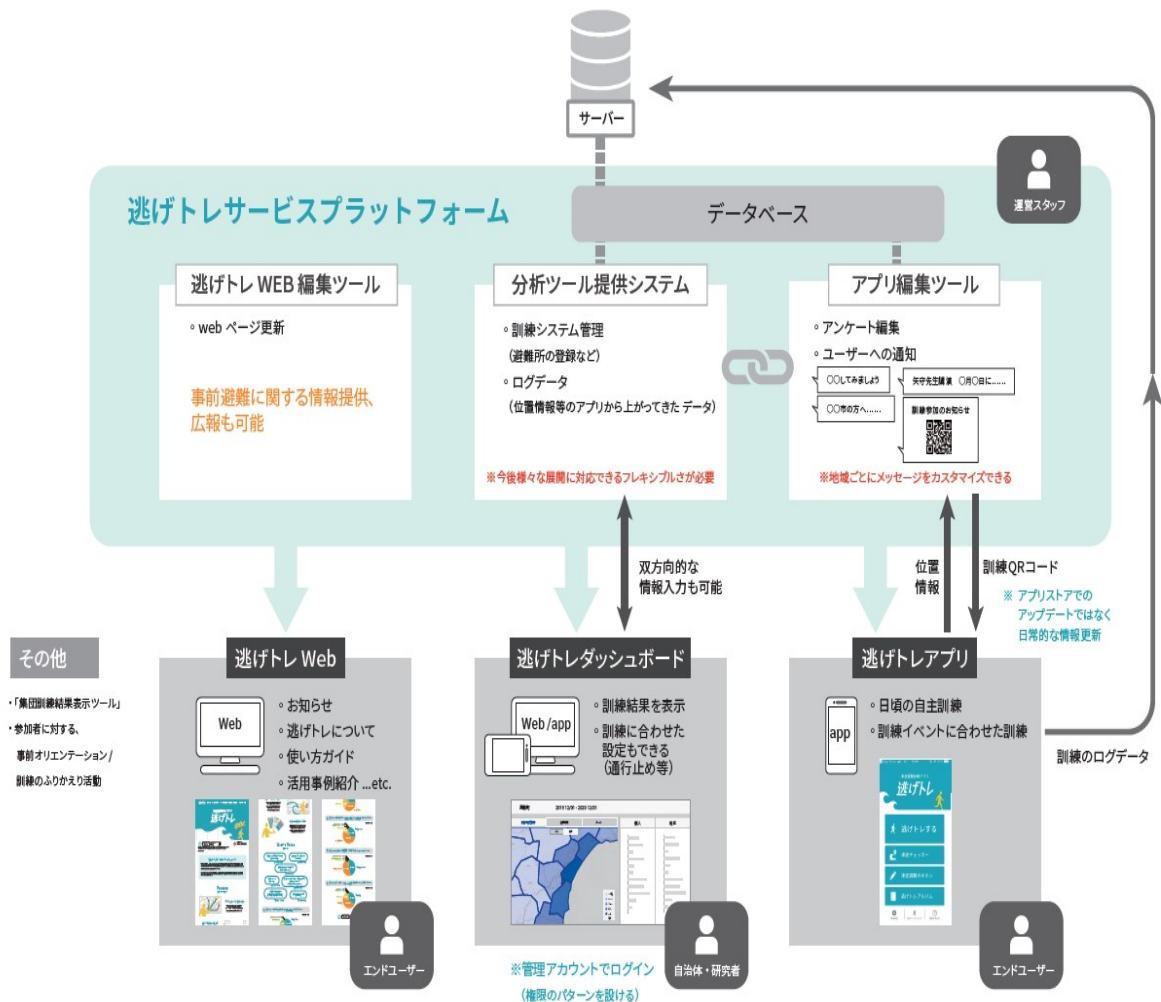 サーバー
運営スタッフ
逃げトレサービスプラットフォーム
データベース
逃げトレ WEB 編集ツール
◦ web ページ更新
事前避難に関する情報提供、
広報も可能
分析ツール提供システム
◦ 訓練システム管理
（避難所の登録など）
◦ ログデータ
（位置情報等のアプリから上がってきた データ）
※今後様々な展開に対応できるフレキシブルさが必要
アプリ編集ツール
◦ アンケート編集
◦ ユーザーへの通知
○○してみましょう
矢守先生講演 ○月○日に……
○○市の方へ……
訓練参加のお知らせ
※地域ごとにメッセージをカスタマイズできる
双方向的な
情報入力も可能
位置
情報
訓練QRコード
※ アプリストアでの
アップデートではなく
日常的な情報更新
その他
・「集団訓練結果表示ツール」
・参加者に対する、
事前オリエンテーション /
訓練のふりかえり活動
逃げトレ Web
Web
◦ お知らせ
◦ 逃げトレについて
◦ 使い方ガイド
◦ 活用事例紹介 ...etc.
逃げトレ
エンドユーザー
逃げトレダッシュボード
Web /app
◦ 訓練結果を表示
◦ 訓練に合わせた
設定もできる
（通行止め等）
自治体・研究者
※管理アカウントでログイン
（権限のパターンを設ける）
逃げトレアプリ
app
◦ 日頃の自主訓練
◦ 訓練イベントに合わせた訓練
逃げトレ
逃げトレする
エンドユーザー
訓練のログデータ